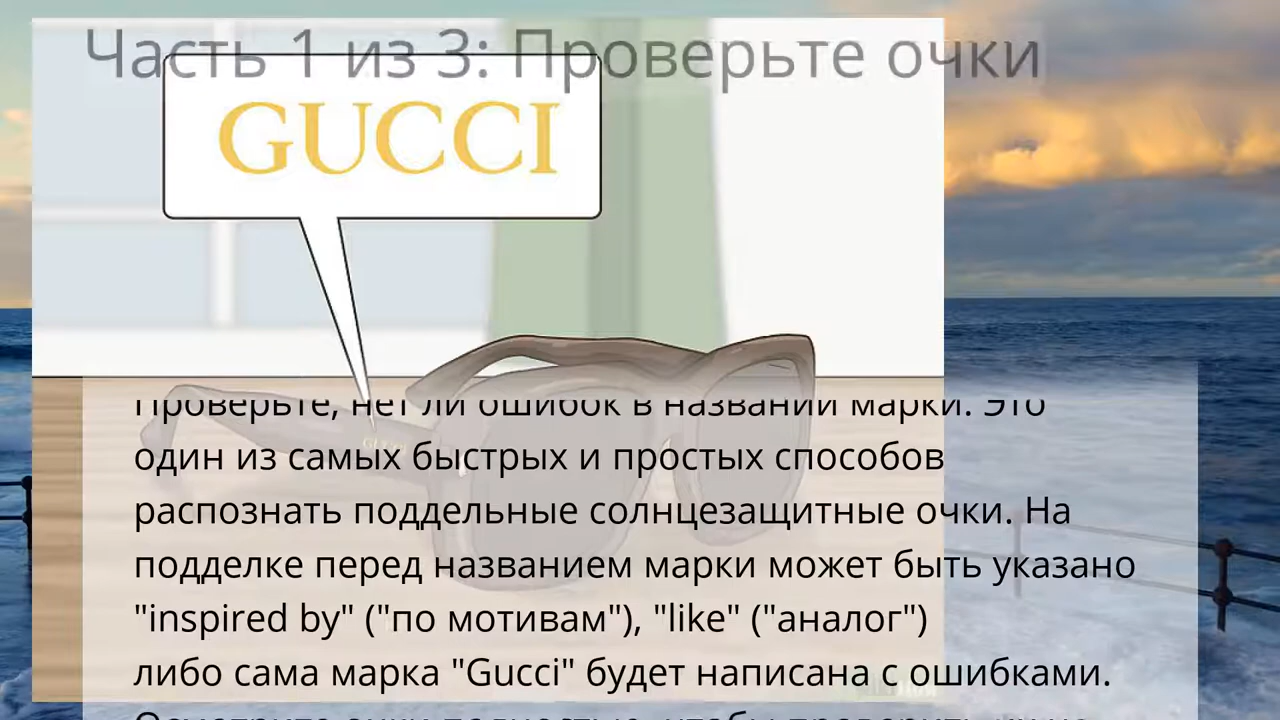 Часть 1 из 3: Проверьте очки
GUCCI
Проверьте, нет ли ошибок в названии марки. Это
один из самых быстрых и простых способов
распознать поддельные солнцезащитные очки. На
подделке перед названием марки может быть указано
"inspired by" ("по мотивам"), "like" ("аналог")
либо сама марка "Gucci" будет написана с ошибками.